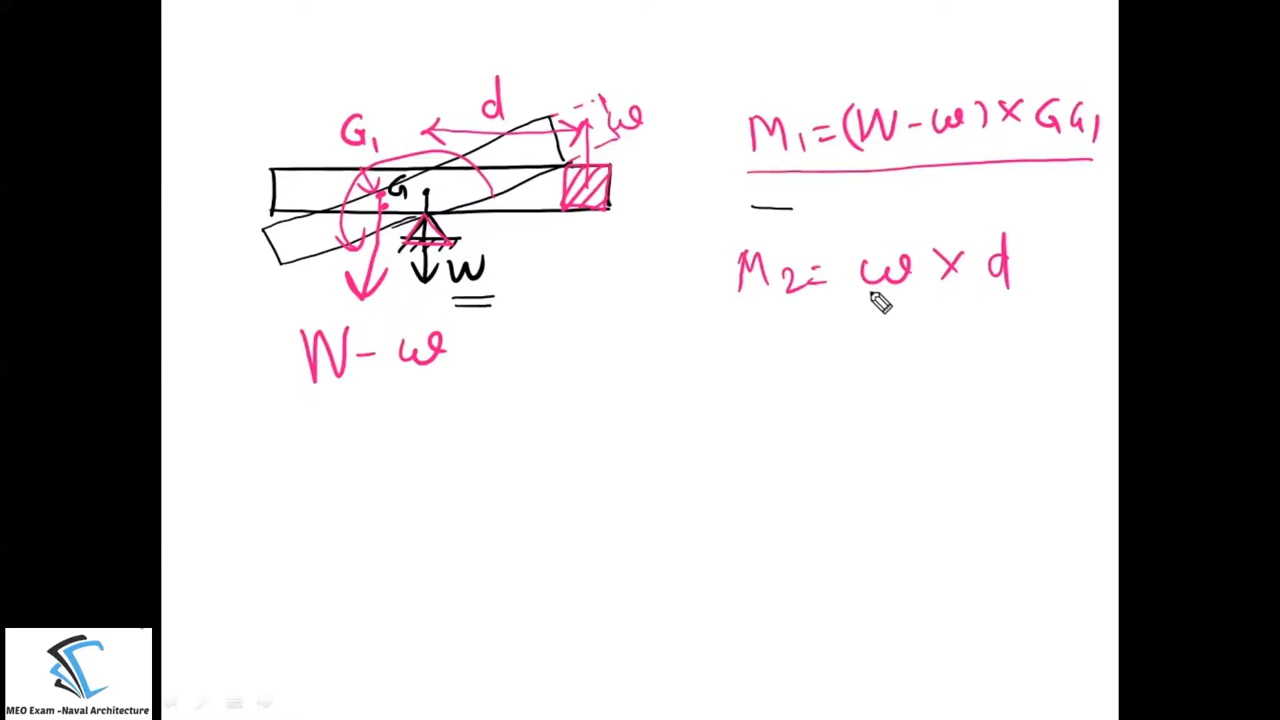 d
G₁
w
G
W
W - w
M₁ = (W - w) × GG₁
M₂ = w × d
MEO Exam -Naval Architecture